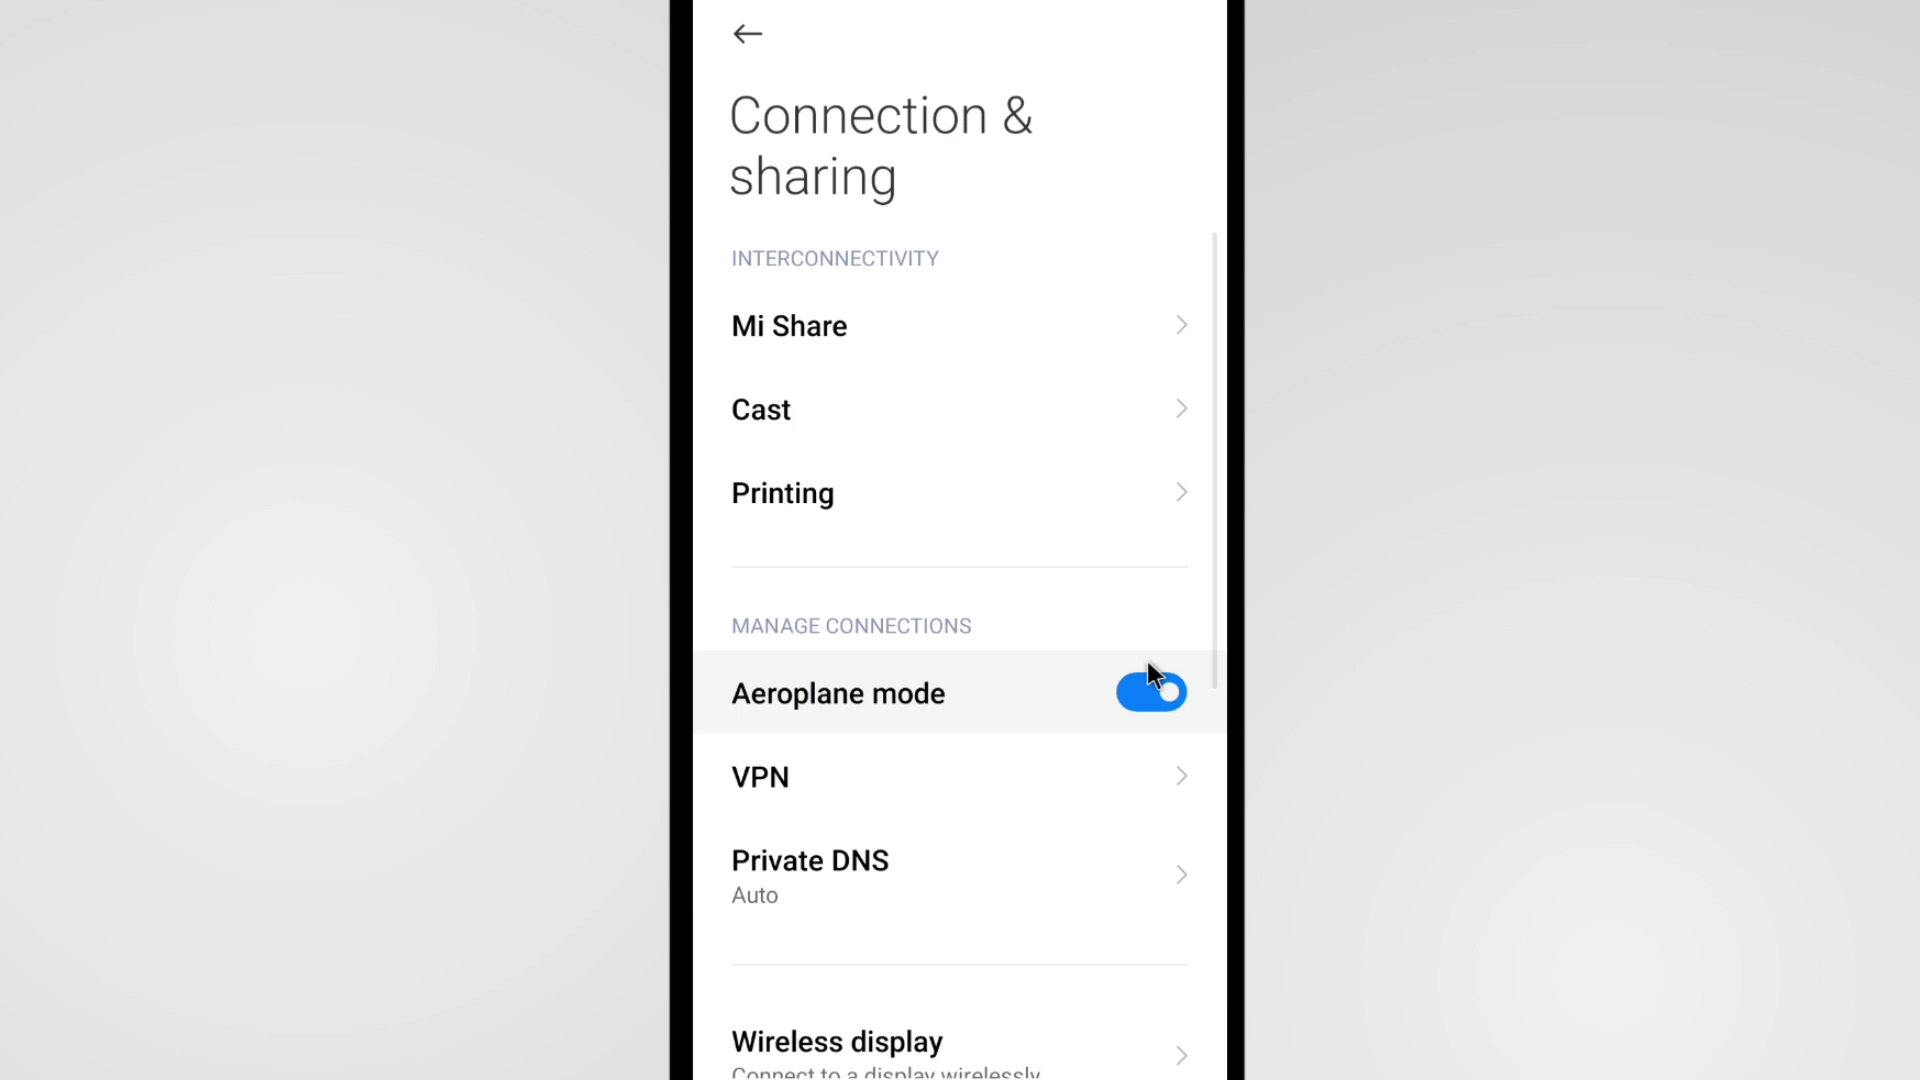 Connection &
sharing
INTERCONNECTIVITY
Mi Share
Cast
Printing
MANAGE CONNECTIONS
Aeroplane mode
VPN
Private DNS
Auto
Wireless display
Connect to a display wirelessly